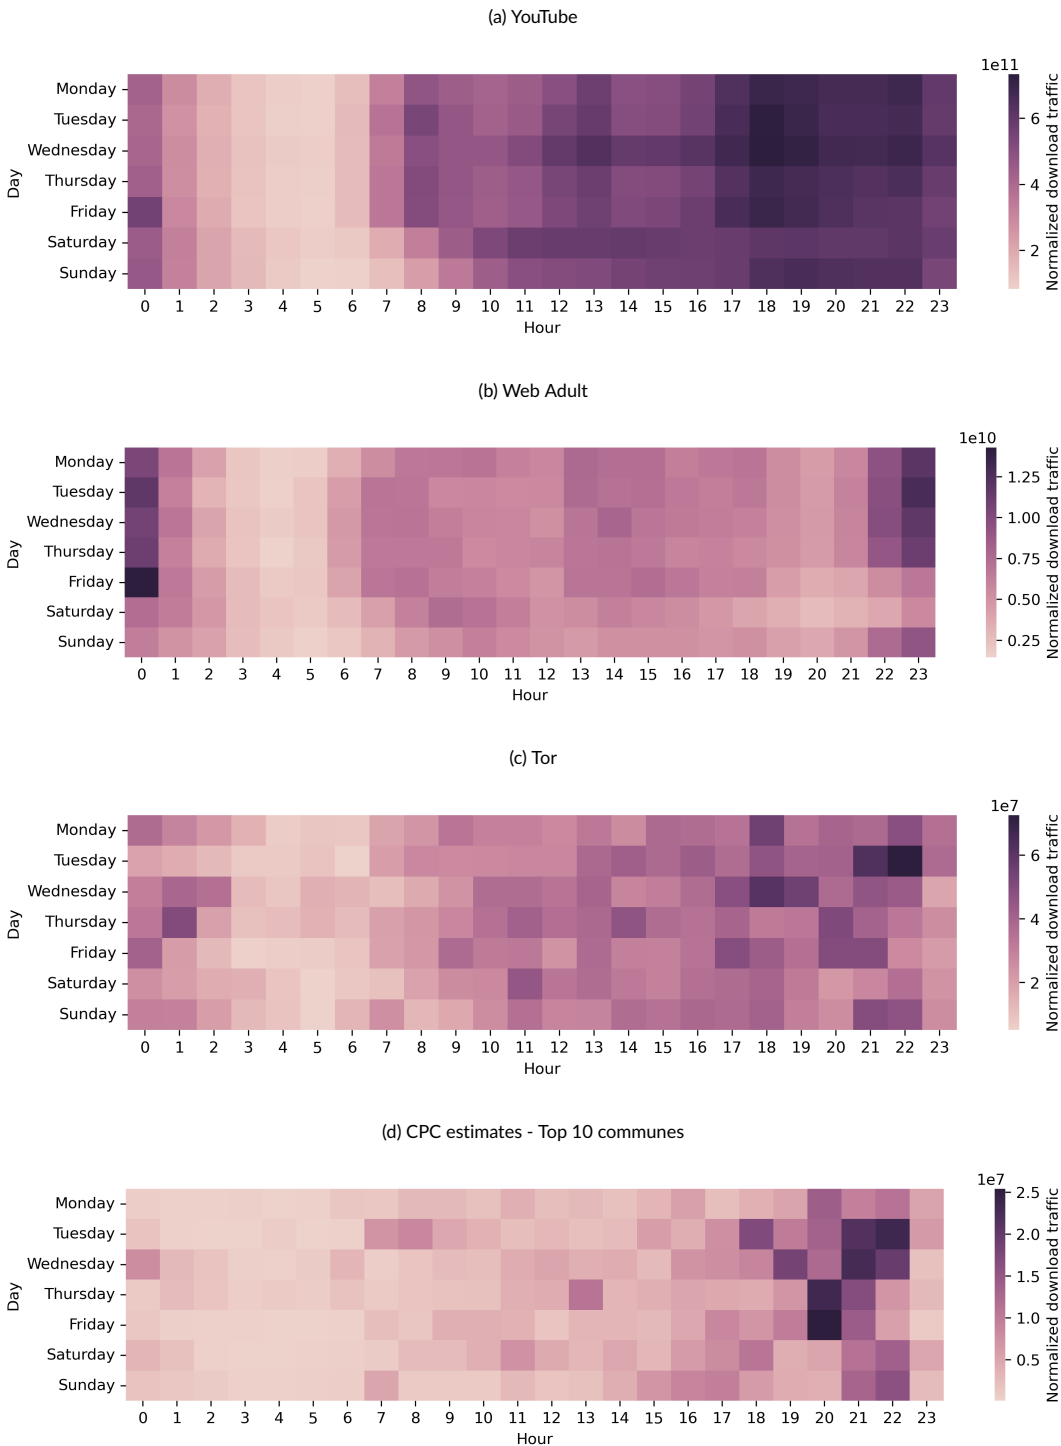 (a) YouTube
1e11
Monday
Tuesday
Wednesday
Thursday
Friday
Saturday
Sunday
Day
0 1 2 3 4 5 6 7 8 9 10 11 12 13 14 15 16 17 18 19 20 21 22 23
Hour
6
4
2
Normalized download traffic
(b) Web Adult
1e10
Monday
Tuesday
Wednesday
Thursday
Friday
Saturday
Sunday
Day
0 1 2 3 4 5 6 7 8 9 10 11 12 13 14 15 16 17 18 19 20 21 22 23
Hour
1.25
1.00
0.75
0.50
0.25
Normalized download traffic
(c) Tor
1e7
Monday
Tuesday
Wednesday
Thursday
Friday
Saturday
Sunday
Day
0 1 2 3 4 5 6 7 8 9 10 11 12 13 14 15 16 17 18 19 20 21 22 23
Hour
6
4
2
Normalized download traffic
(d) CPC estimates - Top 10 communes
1e7
Monday
Tuesday
Wednesday
Thursday
Friday
Saturday
Sunday
Day
0 1 2 3 4 5 6 7 8 9 10 11 12 13 14 15 16 17 18 19 20 21 22 23
Hour
2.5
2.0
1.5
1.0
0.5
Normalized download traffic